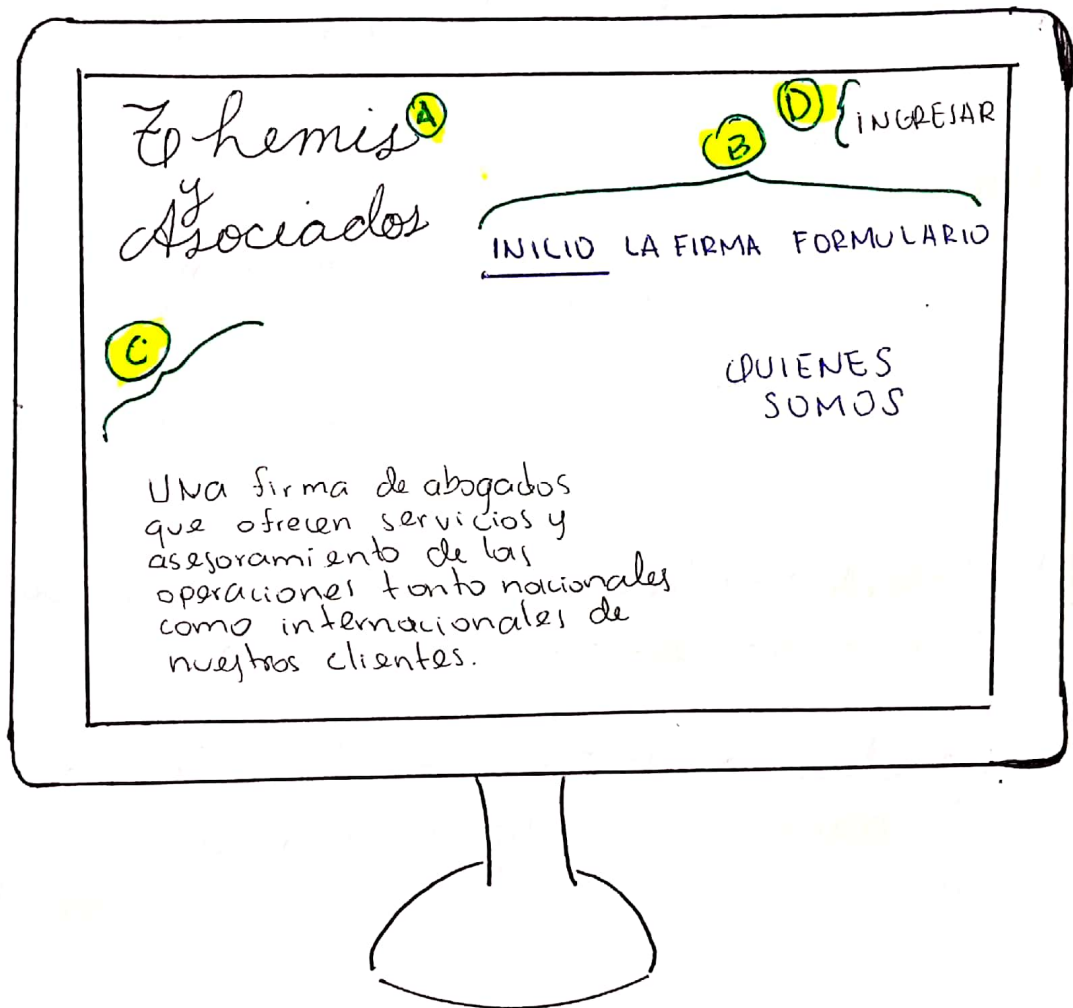 Themis A
y
Asociados
D { INGRESAR
B
INICIO LA FIRMA FORMULARIO
C
QUIENES
SOMOS
UNa firma de abogados
que ofrecen servicios y
asesoramiento de las
operaciones tanto nacionales
como internacionales de
nuestros clientes.